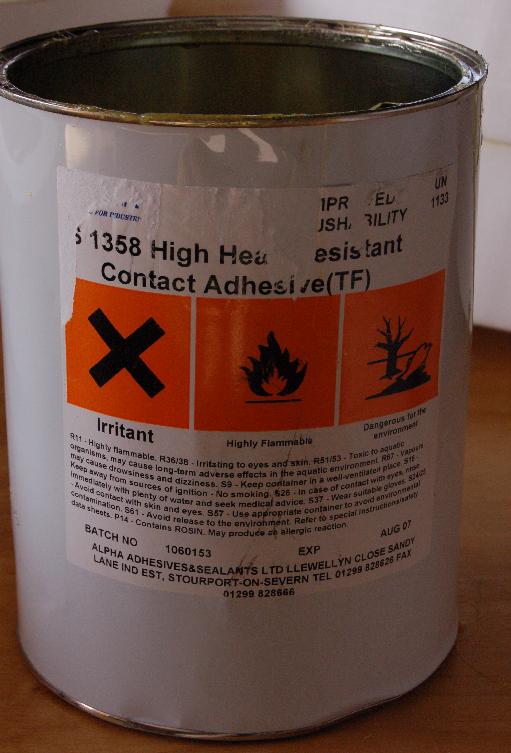 FOR INDUSTRY
IMPR ED
USHABILITY
UN
1133
S 1358 High Hea esistant
Contact Adhesive(TF)
Irritant
Highly Flammable
Dangerous for the
environment
R11 - Highly flammable. R36/38 - Irritating to eyes and skin. R51/53 - Toxic to aquatic
organisms, may cause long-term adverse effects in the aquatic environment. R67 - Vapours
may cause drowsiness and dizziness. S9 - Keep container in a well-ventilated place. S16 -
Keep away from sources of ignition - No smoking. S26 - In case of contact with eyes, rinse
immediately with plenty of water and seek medical advice. S37 - Wear suitable gloves. S24/25
- Avoid contact with skin and eyes. S57 - Use appropriate container to avoid environmental
contamination. S61 - Avoid release to the environment. Refer to special instructions/safety
data sheets. P14 - Contains ROSIN. May produce an allergic reaction.
BATCH NO 1060153 EXP AUG 07
ALPHA ADHESIVES&SEALANTS LTD LLEWELLYN CLOSE SANDY
LANE IND EST, STOURPORT-ON-SEVERN TEL 01299 828626 FAX
01299 828666